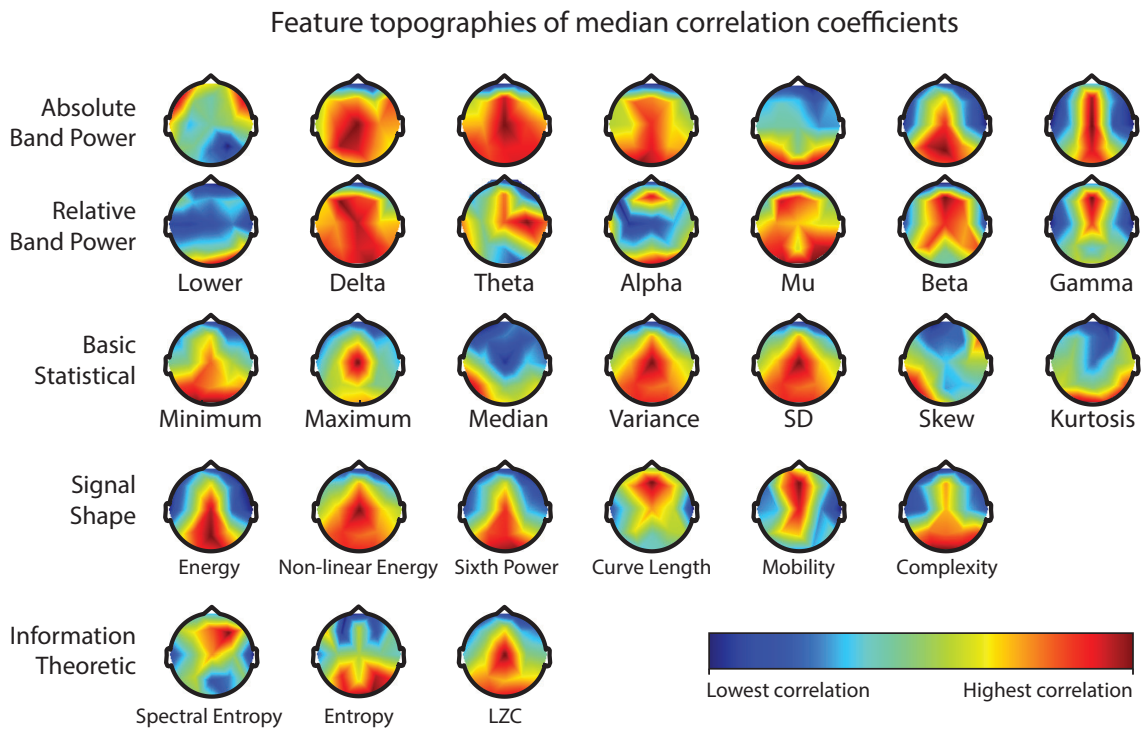 Feature topographies of median correlation coefficients
Absolute
Band Power
Relative
Band Power
Lower Delta Theta Alpha Mu Beta Gamma
Basic
Statistical
Minimum Maximum Median Variance SD Skew Kurtosis
Signal
Shape
Energy Non-linear Energy Sixth Power Curve Length Mobility Complexity
Information
Theoretic
Spectral Entropy Entropy LZC
Lowest correlation Highest correlation